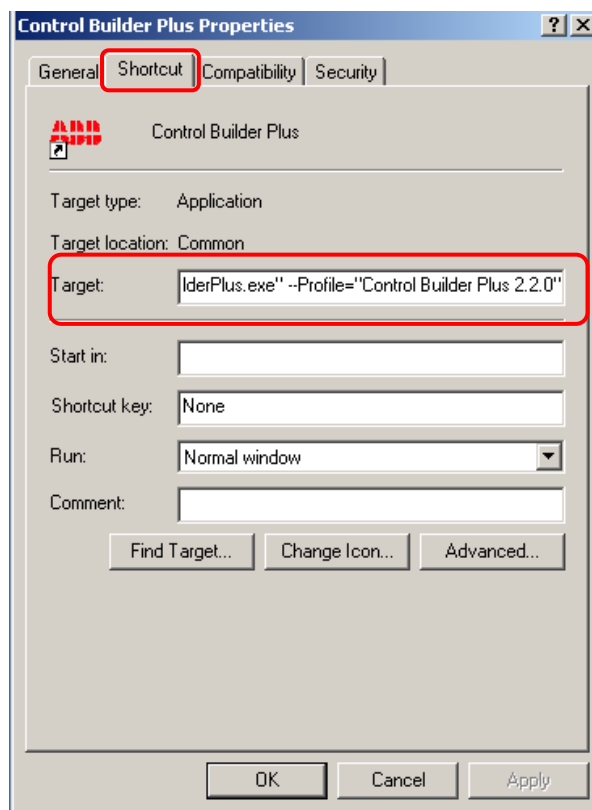 Control Builder Plus Properties
General Shortcut Compatibility Security
ABB Control Builder Plus
Target type: Application
Target location: Common
Target: lderPlus.exe" --Profile="Control Builder Plus 2.2.0"
Start in:
Shortcut key: None
Run: Normal window
Comment:
Find Target... Change Icon... Advanced...
OK Cancel Apply